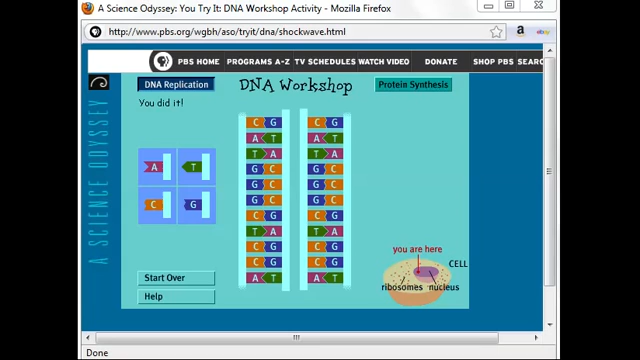 A Science Odyssey: You Try It: DNA Workshop Activity - Mozilla Firefox
http://www.pbs.org/wgbh/aso/tryit/dna/shockwave.html
PBS HOME PROGRAMS A-Z TV SCHEDULES WATCH VIDEO DONATE SHOP PBS SEARC
DNA Replication
DNA Workshop
Protein Synthesis
You did it!
A SCIENCE ODYSSEY
A T
C G
C G C G
A T A T
T A T A
G C G C
G C G C
G C G C
C G C G
T A T A
C G C G
C G C G
A T A T
you are here
CELL
ribosomes nucleus
Start Over
Help
Done